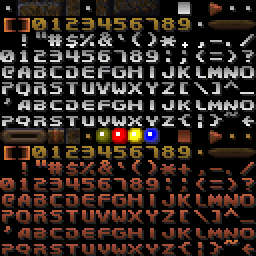 0123456789
!"#$%&'()*+,-./
0123456789:;<=>?
@ABCDEFGHIJKLMNO
PQRSTUVWXYZ[\]^_
'ABCDEFGHIJKLMNO
PQRSTUVWXYZ{|}~
0123456789
!"#$%&'()*+,-./
0123456789:;<=>?
@ABCDEFGHIJKLMNO
PQRSTUVWXYZ[\]^_
'ABCDEFGHIJKLMNO
PQRSTUVWXYZ{|}~